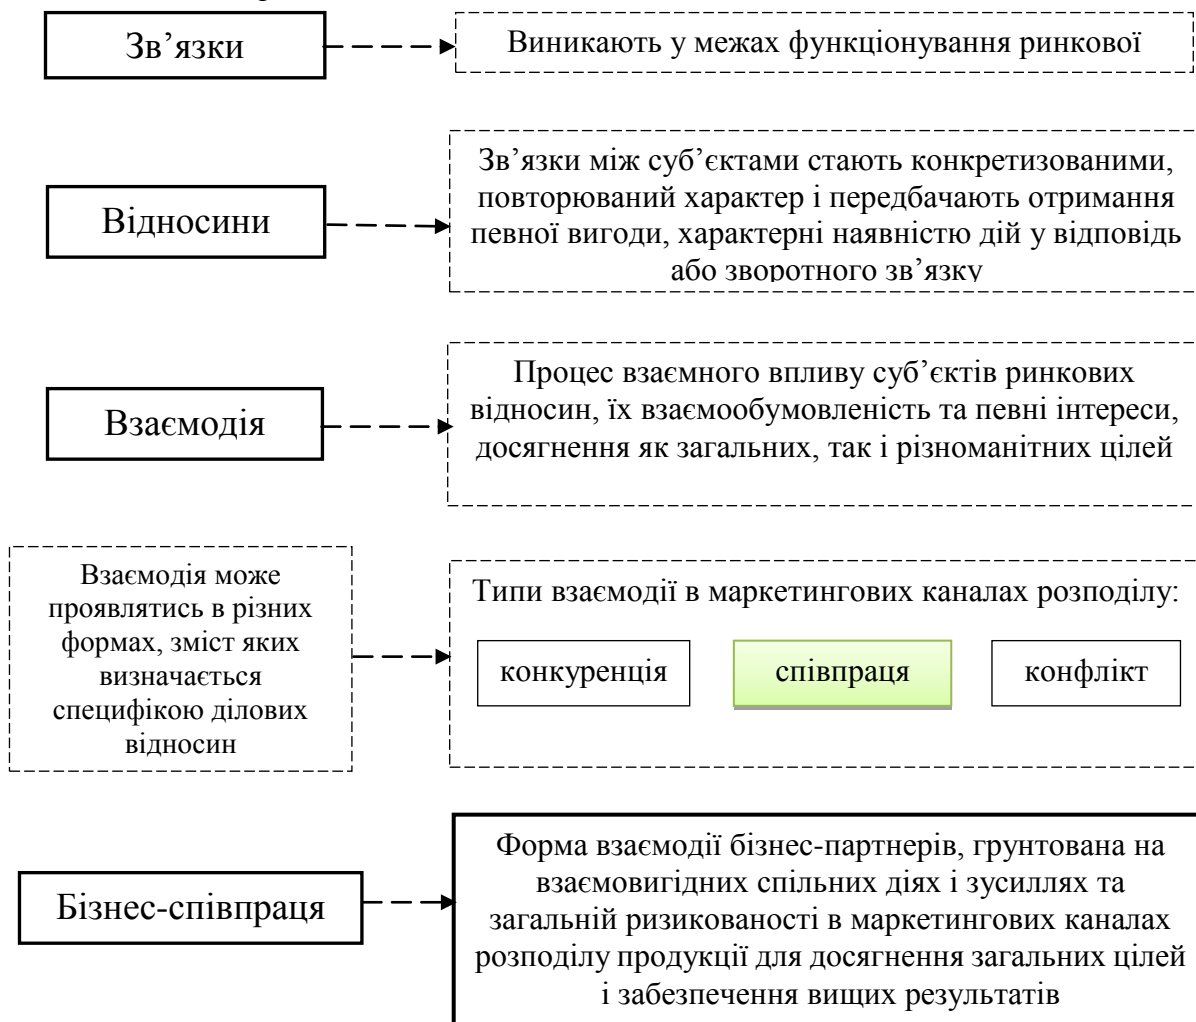 Зв’язки
Виникають у межах функціонування ринкової
Відносини
Зв’язки між суб’єктами стають конкретизованими,
повторюваний характер і передбачають отримання
певної вигоди, характерні наявністю дій у відповідь
або зворотного зв’язку
Взаємодія
Процес взаємного впливу суб’єктів ринкових
відносин, їх взаємообумовленість та певні інтереси,
досягнення як загальних, так і різноманітних цілей
Взаємодія може
проявлятись в різних
формах, зміст яких
визначається
специфікою ділових
відносин
Типи взаємодії в маркетингових каналах розподілу:
конкуренція
співпраця
конфлікт
Бізнес-співпраця
Форма взаємодії бізнес-партнерів, грунтована на
взаємовигідних спільних діях і зусиллях та
загальній ризикованості в маркетингових каналах
розподілу продукції для досягнення загальних цілей
і забезпечення вищих результатів